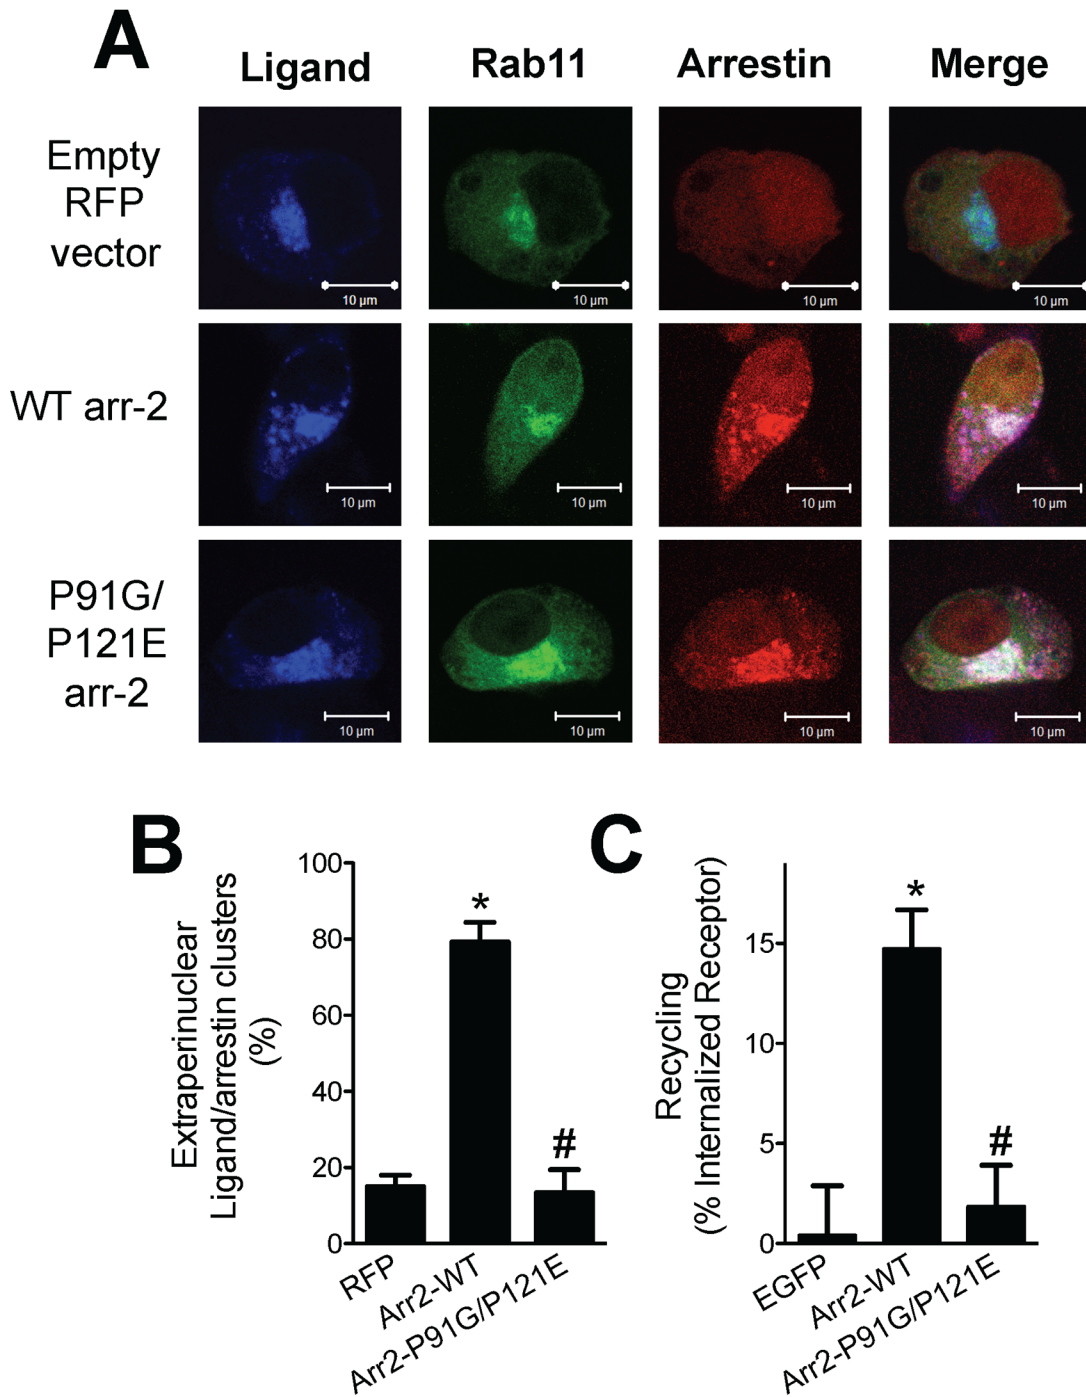 A
Ligand Rab11 Arrestin Merge
Empty
RFP
vector
10 µm 10 µm 10 µm 10 µm
WT arr-2
10 µm 10 µm 10 µm 10 µm
P91G/
P121E
arr-2
10 µm 10 µm 10 µm 10 µm
B
Extraperinuclear
Ligand/arrestin clusters
(%)
100
80
60
40
20
0
*
#
RFP
Arr2-WT
Arr2-P91G/P121E
C
Recycling
(% Internalized Receptor)
15
10
5
0
*
#
EGFP
Arr2-WT
Arr2-P91G/P121E